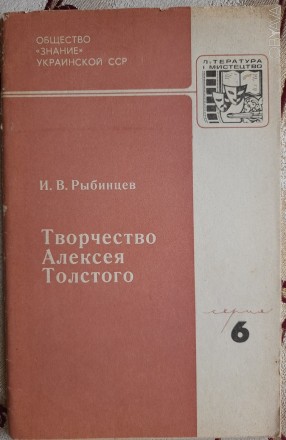 ОБЩЕСТВО
"ЗНАНИЕ"
УКРАИНСКОЙ ССР
ЛІТЕРАТУРА
І МИСТЕЦТВО
И. В. Рыбинцев
Творчество
Алексея
Толстого
серия
6